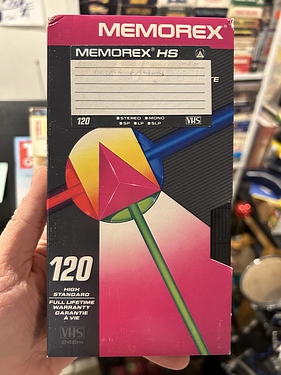 MEMOREX®
MEMOREX® HS
120
STEREO MONO
SP LP SLP
VHS
120
HIGH
STANDARD
FULL LIFETIME
WARRANTY
GARANTIE
À VIE
VHS